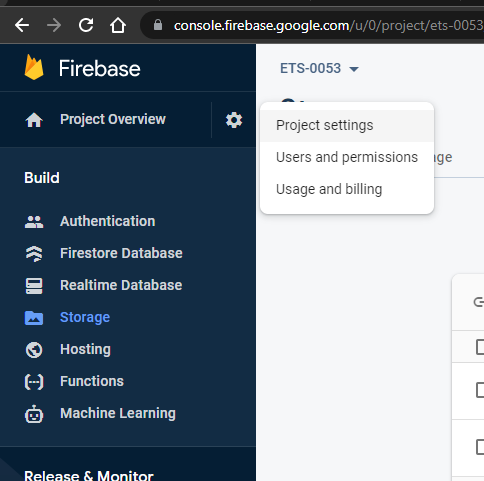 console.firebase.google.com/u/0/project/ets-0053
Firebase
ETS-0053
Project Overview
Project settings
Users and permissions
Usage and billing
Build
Authentication
Firestore Database
Realtime Database
Storage
Hosting
Functions
Machine Learning
Release & Monitor